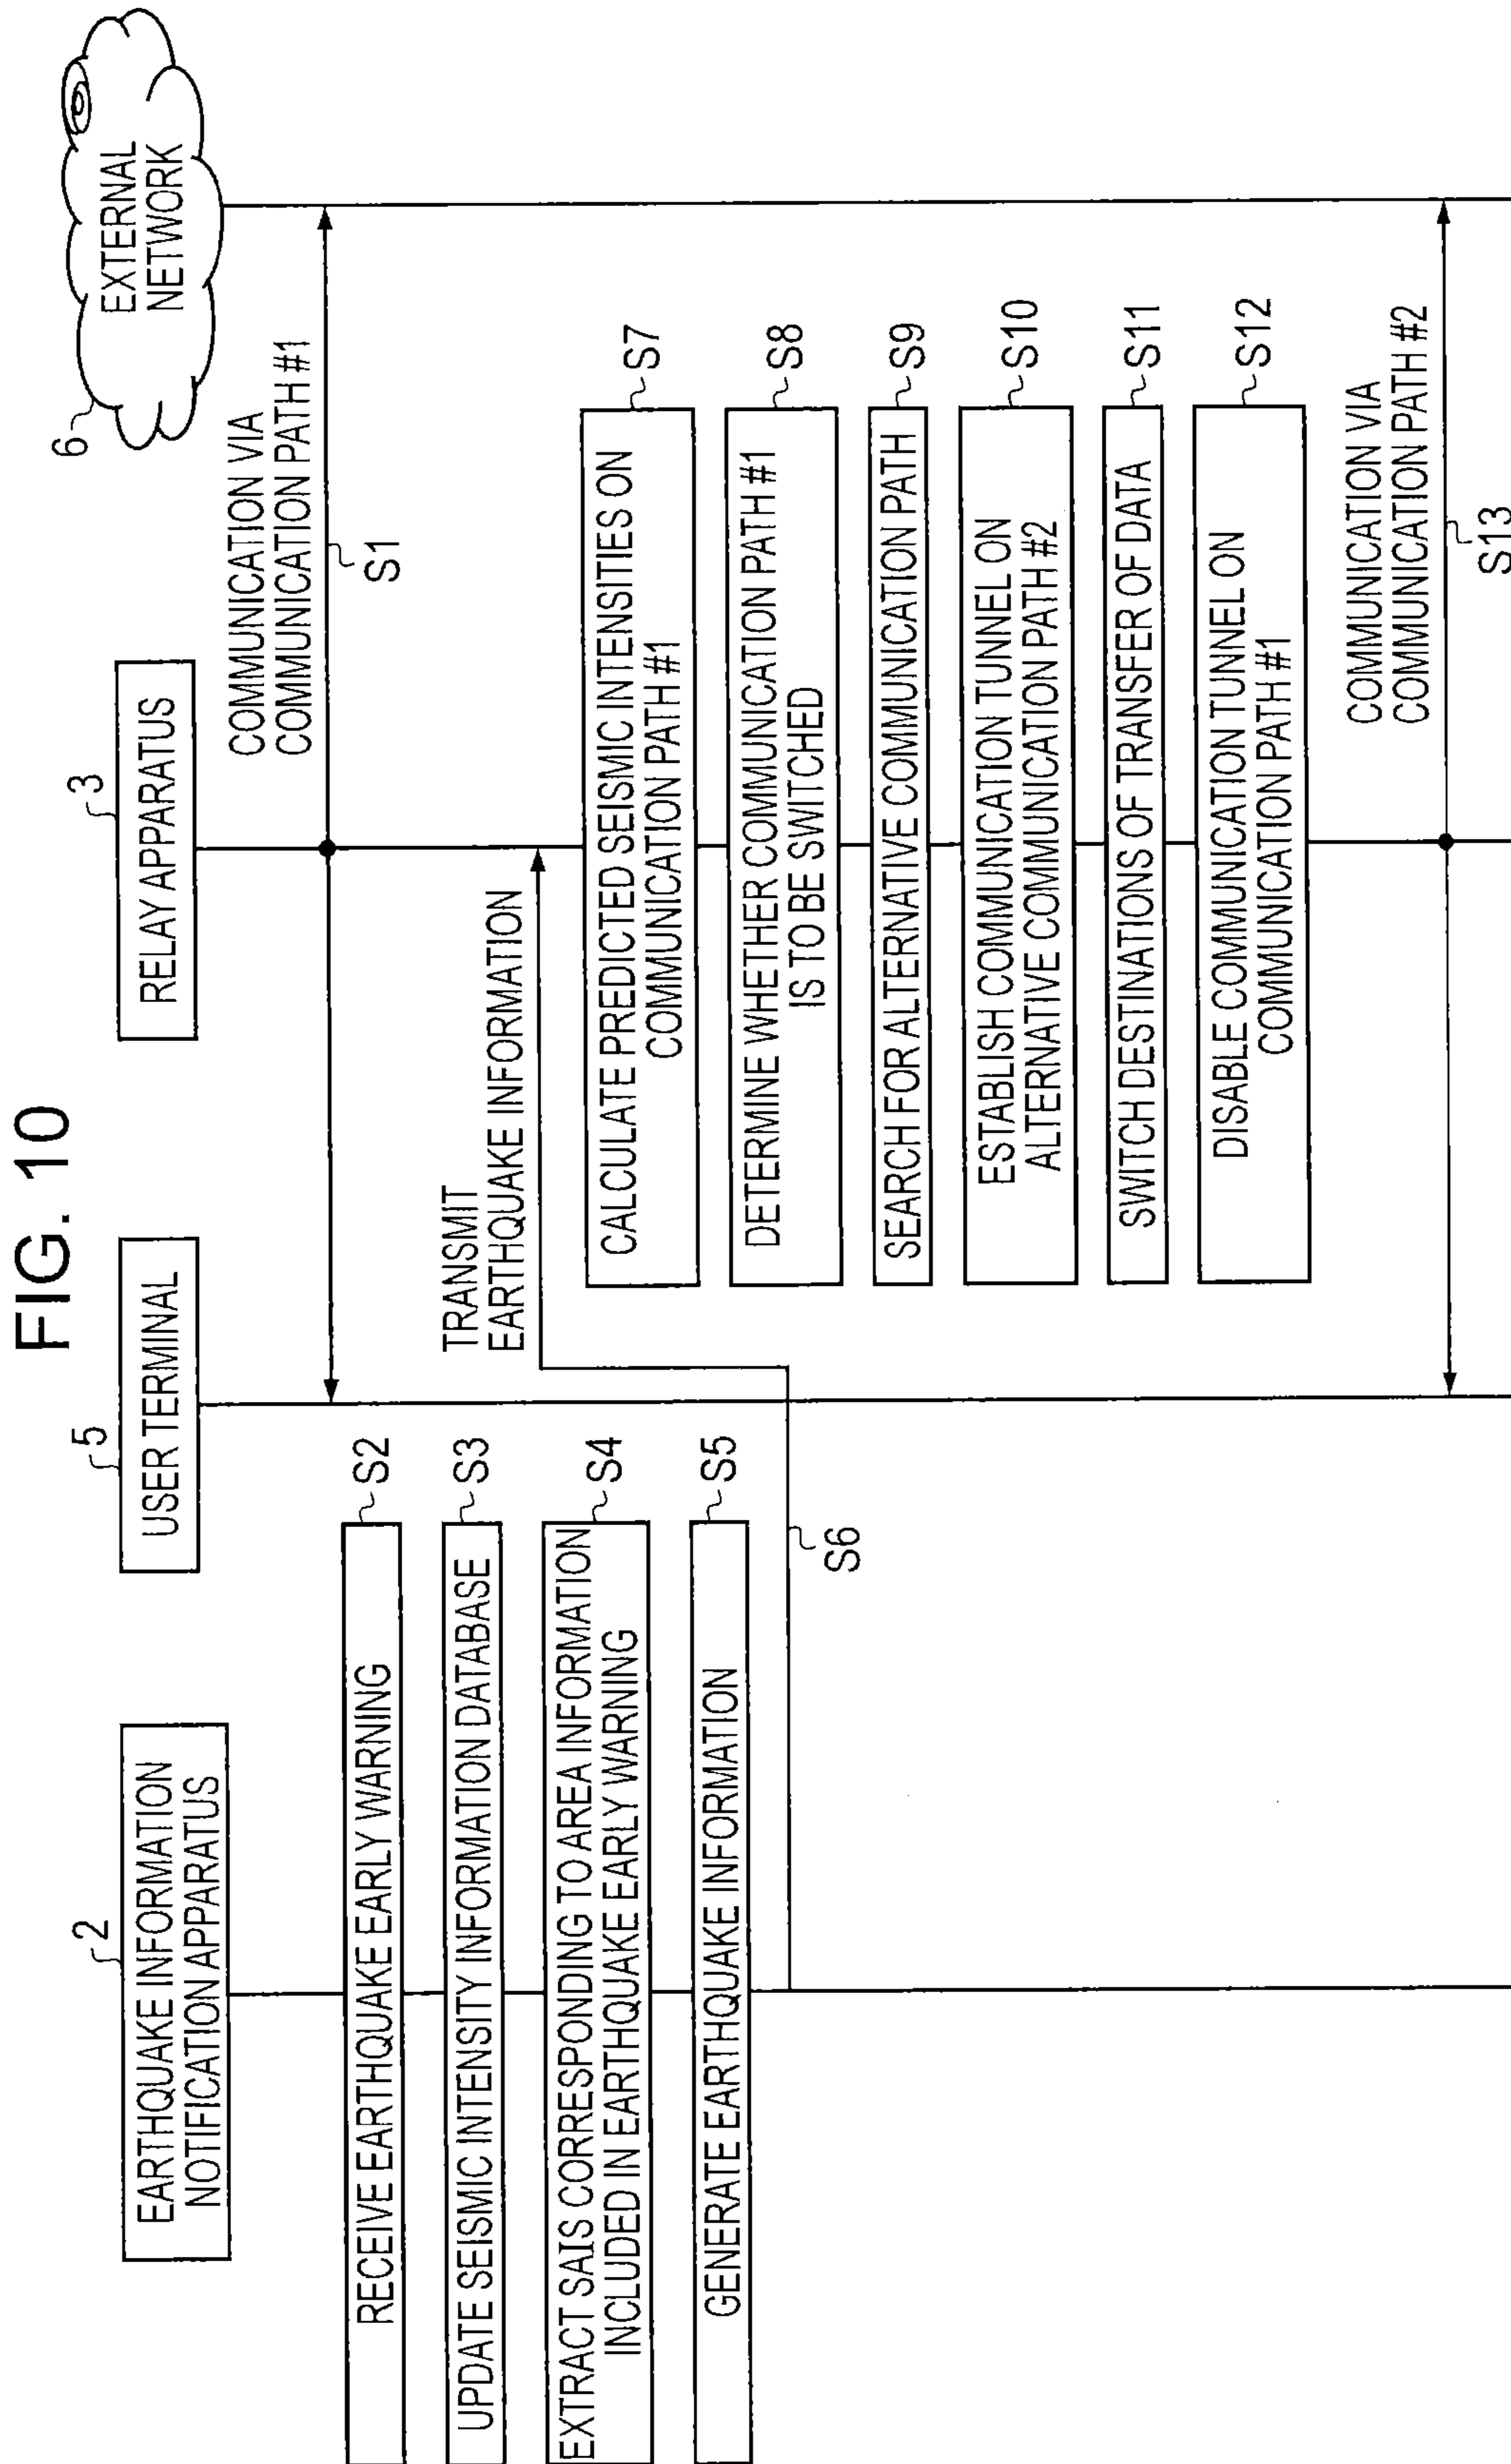 FIG. 10
2
EARTHQUAKE INFORMATION
NOTIFICATION APPARATUS
5
USER TERMINAL
3
RELAY APPARATUS
6
EXTERNAL
NETWORK
COMMUNICATION VIA
COMMUNICATION PATH #1
S1
RECEIVE EARTHQUAKE EARLY WARNING
S2
UPDATE SEISMIC INTENSITY INFORMATION DATABASE
S3
EXTRACT SAIS CORRESPONDING TO AREA INFORMATION
INCLUDED IN EARTHQUAKE EARLY WARNING
S4
GENERATE EARTHQUAKE INFORMATION
S5
TRANSMIT
EARTHQUAKE INFORMATION
S6
CALCULATE PREDICTED SEISMIC INTENSITIES ON
COMMUNICATION PATH #1
S7
DETERMINE WHETHER COMMUNICATION PATH #1
IS TO BE SWITCHED
S8
SEARCH FOR ALTERNATIVE COMMUNICATION PATH
S9
ESTABLISH COMMUNICATION TUNNEL ON
ALTERNATIVE COMMUNICATION PATH #2
S10
SWITCH DESTINATIONS OF TRANSFER OF DATA
S11
DISABLE COMMUNICATION TUNNEL ON
COMMUNICATION PATH #1
S12
COMMUNICATION VIA
COMMUNICATION PATH #2
S13